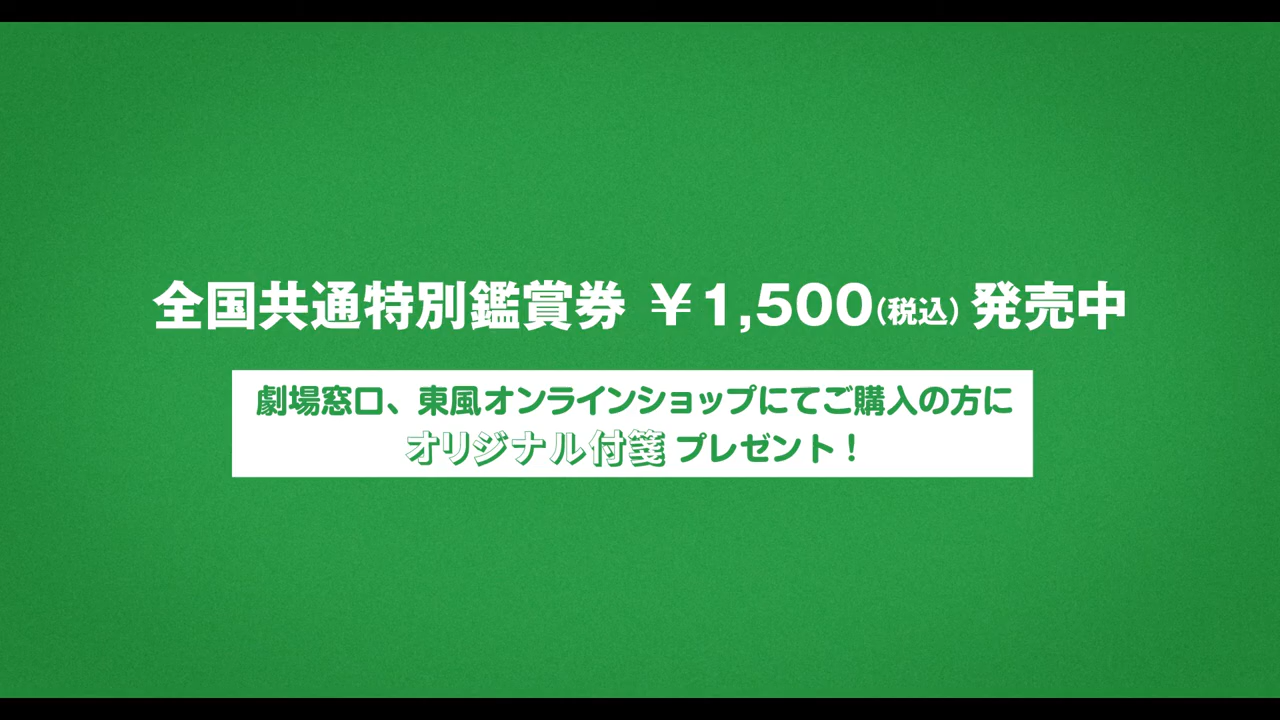 全国共通特別鑑賞券 ￥1,500(税込) 発売中
劇場窓口、東風オンラインショップにてご購入の方に
オリジナル付箋 プレゼント！